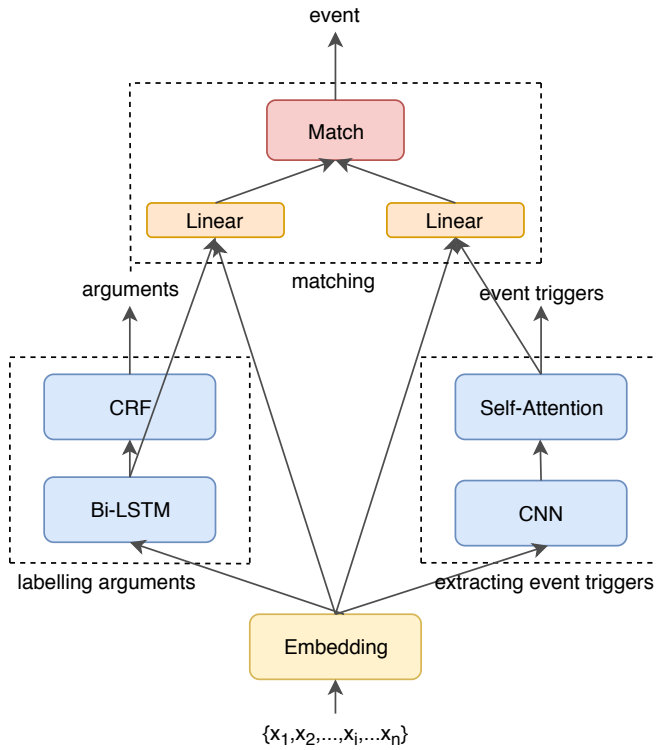 event
Match
Linear
Linear
matching
arguments
event triggers
CRF
Self-Attention
Bi-LSTM
CNN
labelling arguments
extracting event triggers
Embedding
{x₁,x₂,...,xᵢ,...xₙ}